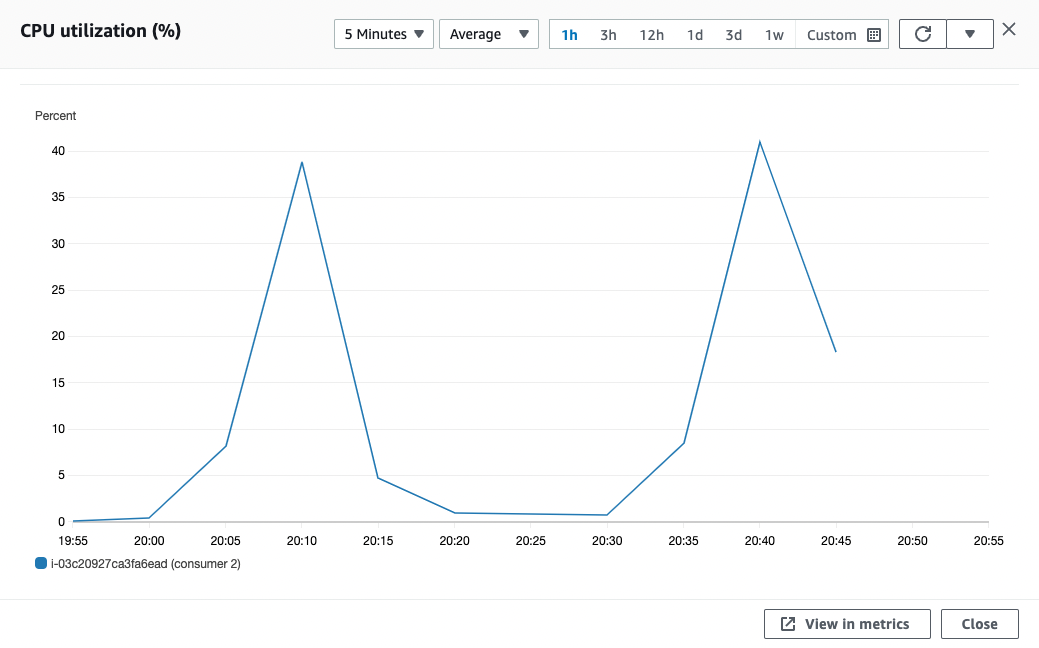 CPU utilization (%)
5 Minutes
Average
1h 3h 12h 1d 3d 1w Custom
Percent
40
35
30
25
20
15
10
5
0
19:55 20:00 20:05 20:10 20:15 20:20 20:25 20:30 20:35 20:40 20:45 20:50 20:55
i-03c20927ca3fa6ead (consumer 2)
View in metrics
Close